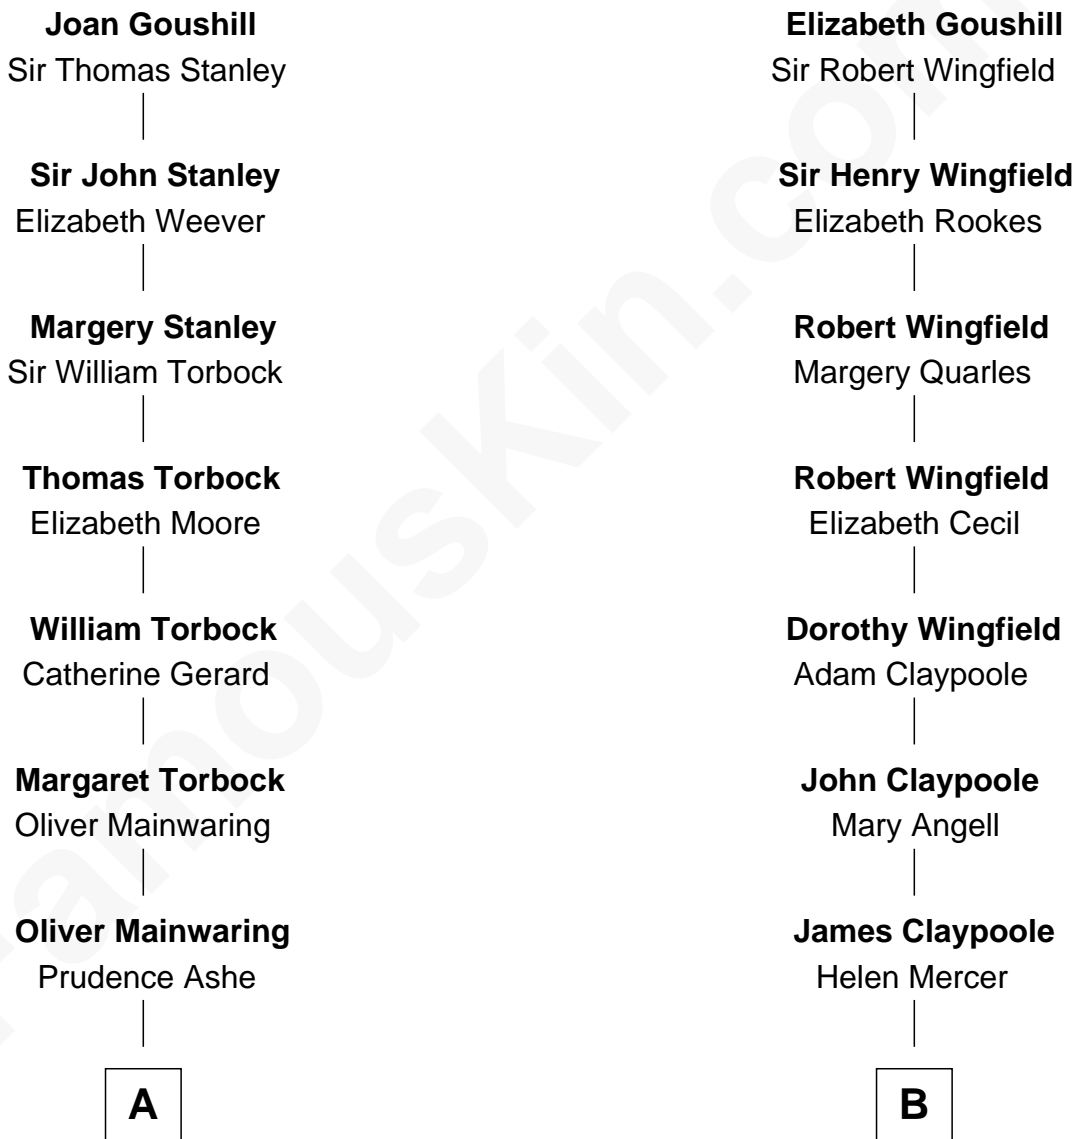 Joan Goushill
Sir Thomas Stanley
Sir John Stanley
Elizabeth Weever
Margery Stanley
Sir William Torbock
Thomas Torbock
Elizabeth Moore
William Torbock
Catherine Gerard
Margaret Torbock
Oliver Mainwaring
Oliver Mainwaring
Prudence Ashe
A
Elizabeth Goushill
Sir Robert Wingfield
Sir Henry Wingfield
Elizabeth Rookes
Robert Wingfield
Margery Quarles
Robert Wingfield
Elizabeth Cecil
Dorothy Wingfield
Adam Claypoole
John Claypoole
Mary Angell
James Claypoole
Helen Mercer
B
FamousKin.com